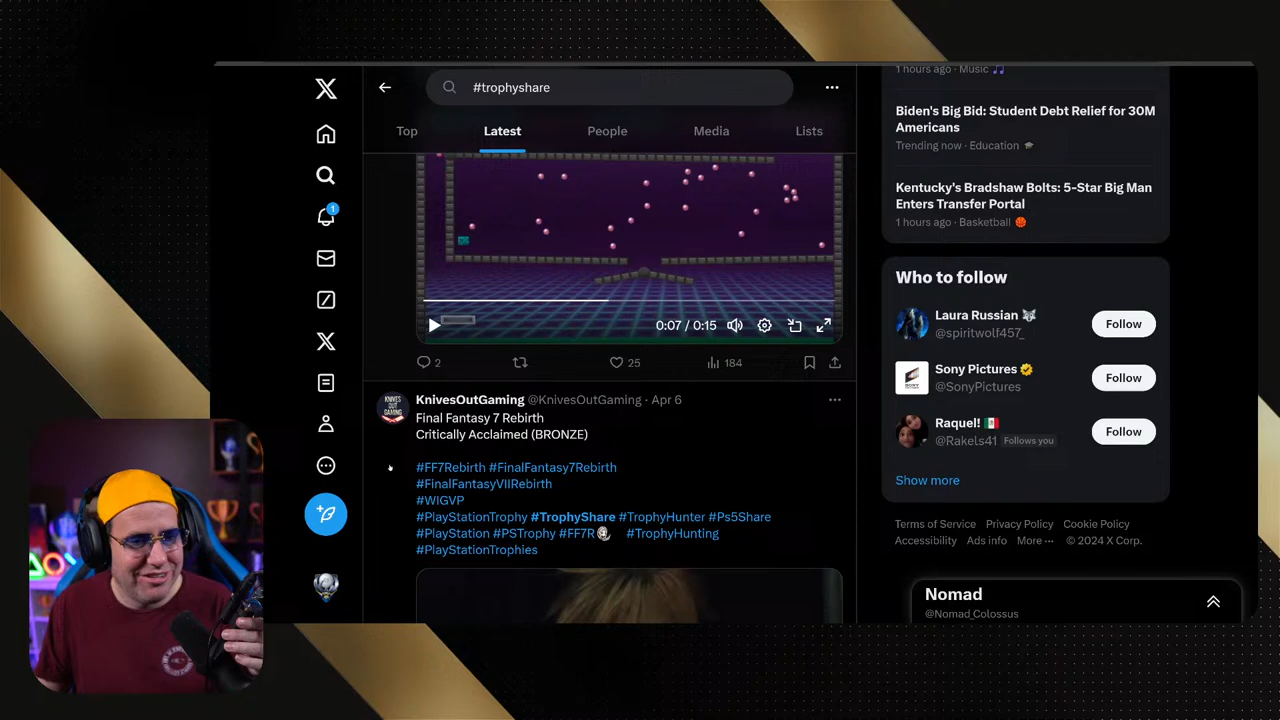 #trophyshare
Top
Latest
People
Media
Lists
1
0:07 / 0:15
2
25
184
KnivesOutGaming @KnivesOutGaming · Apr 6
Final Fantasy 7 Rebirth
Critically Acclaimed (BRONZE)
#FF7Rebirth #FinalFantasy7Rebirth
#FinalFantasyVIIRebirth
#WIGVP
#PlayStationTrophy #TrophyShare #TrophyHunter #Ps5Share
#PlayStation #PSTrophy #FF7R #TrophyHunting
#PlayStationTrophies
KNIVES
OUT
GAMING
1 hours ago · Music
Biden's Big Bid: Student Debt Relief for 30M
Americans
Trending now · Education
Kentucky's Bradshaw Bolts: 5-Star Big Man
Enters Transfer Portal
1 hours ago · Basketball
Who to follow
Laura Russian
@spiritwolf457_
Follow
Sony Pictures
@SonyPictures
Follow
Raquel!
@Rakels41 Follows you
Follow
Show more
Terms of Service Privacy Policy Cookie Policy
Accessibility Ads info More ··· © 2024 X Corp.
Nomad
@Nomad_Colossus